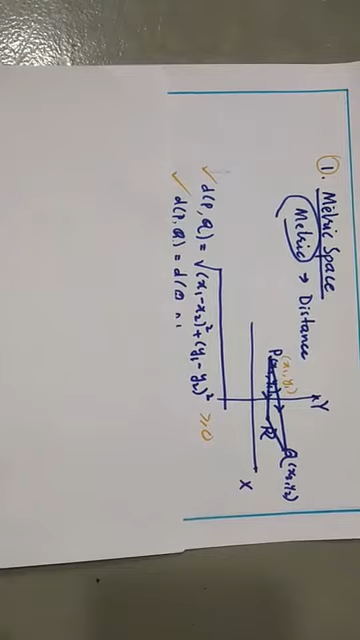 1. Metric Space
Metric → Distance
Y
P(x₁,y₁)
Q(x₂,y₂)
R
X
✓ d(P,Q) = √(x₁-x₂)²+(y₁-y₂)² ≥0
✓ d(P,Q) = d(Q